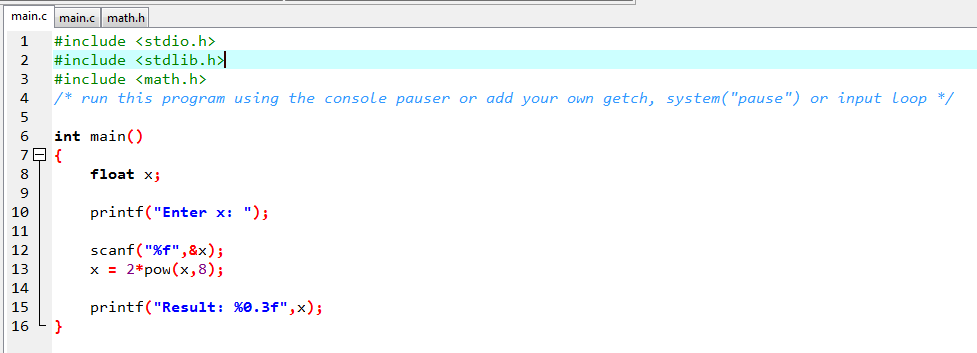 main.c main.c math.h
1 #include <stdio.h>
2 #include <stdlib.h>
3 #include <math.h>
4 /* run this program using the console pauser or add your own getch, system("pause") or input loop */
5
6 int main()
7 {
8 float x;
9
10 printf("Enter x: ");
11
12 scanf("%f",&x);
13 x = 2*pow(x,8);
14
15 printf("Result: %0.3f",x);
16 }